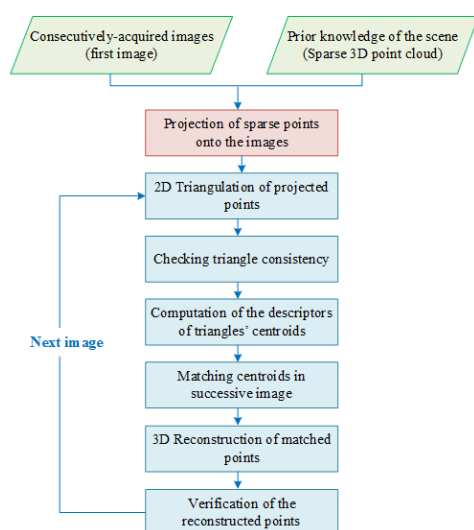 Consecutively-acquired images
(first image)
Prior knowledge of the scene
(Sparse 3D point cloud)
Projection of sparse points
onto the images
2D Triangulation of projected
points
Checking triangle consistency
Computation of the descriptors
of triangles' centroids
Next image
Matching centroids in
successive image
3D Reconstruction of matched
points
Verification of the
reconstructed points